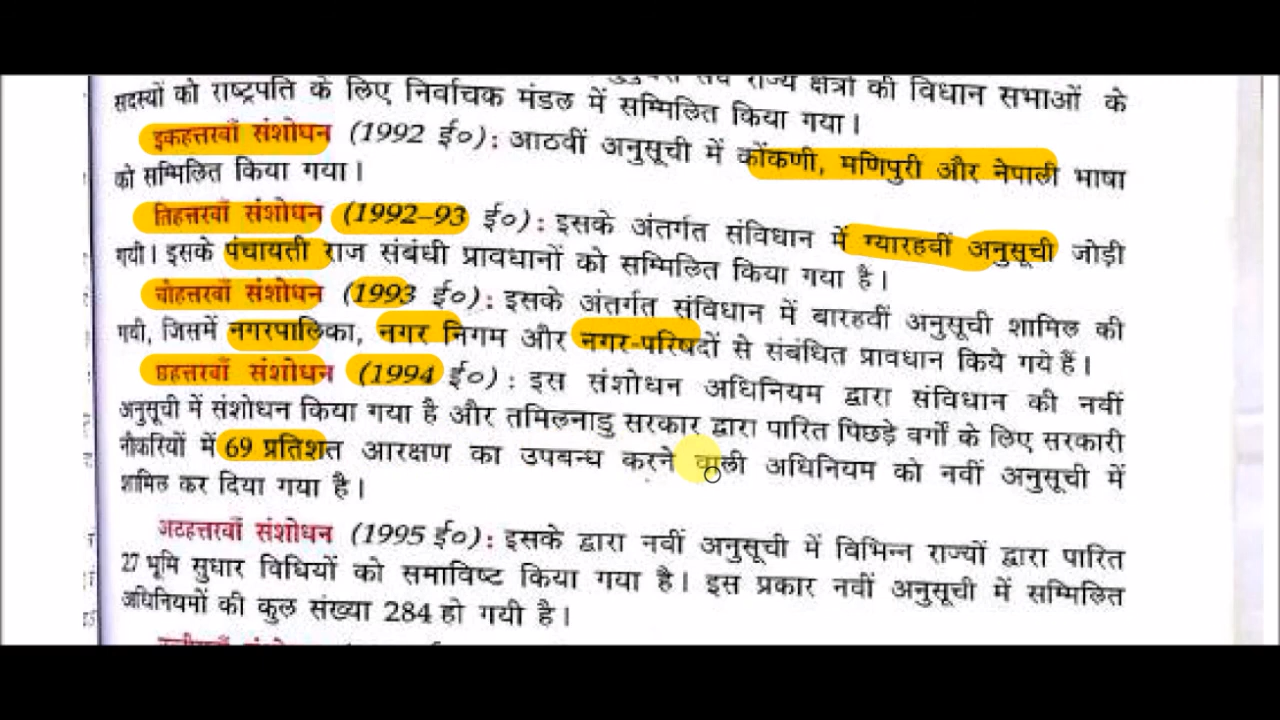 राज्य क्षेत्रों की विधान सभाओं के
सदस्यों को राष्ट्रपति के लिए निर्वाचक मंडल में सम्मिलित किया गया।
इकहत्तरवाँ संशोधन (1992 ई०): आठवीं अनुसूची में कोंकणी, मणिपुरी और नेपाली भाषा
को सम्मिलित किया गया।
तिहत्तरवाँ संशोधन (1992–93 ई०): इसके अंतर्गत संविधान में ग्यारहवीं अनुसूची जोड़ी
गयी। इसके पंचायती राज संबंधी प्रावधानों को सम्मिलित किया गया है।
चौहत्तरवाँ संशोधन (1993 ई०): इसके अंतर्गत संविधान में बारहवीं अनुसूची शामिल की
गयी, जिसमें नगरपालिका, नगर निगम और नगर-परिषदों से संबंधित प्रावधान किये गये हैं।
छहत्तरवाँ संशोधन (1994 ई०): इस संशोधन अधिनियम द्वारा संविधान की नवीं
अनुसूची में संशोधन किया गया है और तमिलनाडु सरकार द्वारा पारित पिछड़े वर्गों के लिए सरकारी
नौकरियों में 69 प्रतिशत आरक्षण का उपबन्ध करने वाली अधिनियम को नवीं अनुसूची में
शामिल कर दिया गया है।
अठहत्तरवाँ संशोधन (1995 ई०): इसके द्वारा नवीं अनुसूची में विभिन्न राज्यों द्वारा पारित
27 भूमि सुधार विधियों को समाविष्ट किया गया है। इस प्रकार नवीं अनुसूची में सम्मिलित
अधिनियमों की कुल संख्या 284 हो गयी है।